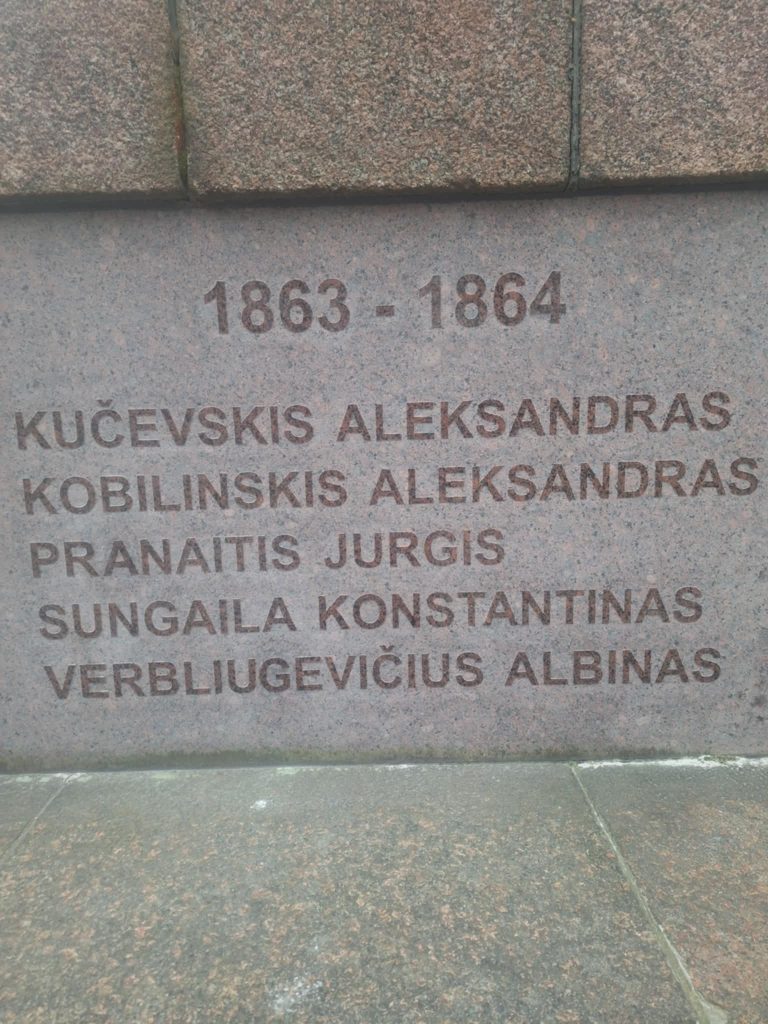 1863 - 1864
KUČEVSKIS ALEKSANDRAS
KOBILINSKIS ALEKSANDRAS
PRANAITIS JURGIS
SUNGAILA KONSTANTINAS
VERBLIUGEVIČIUS ALBINAS